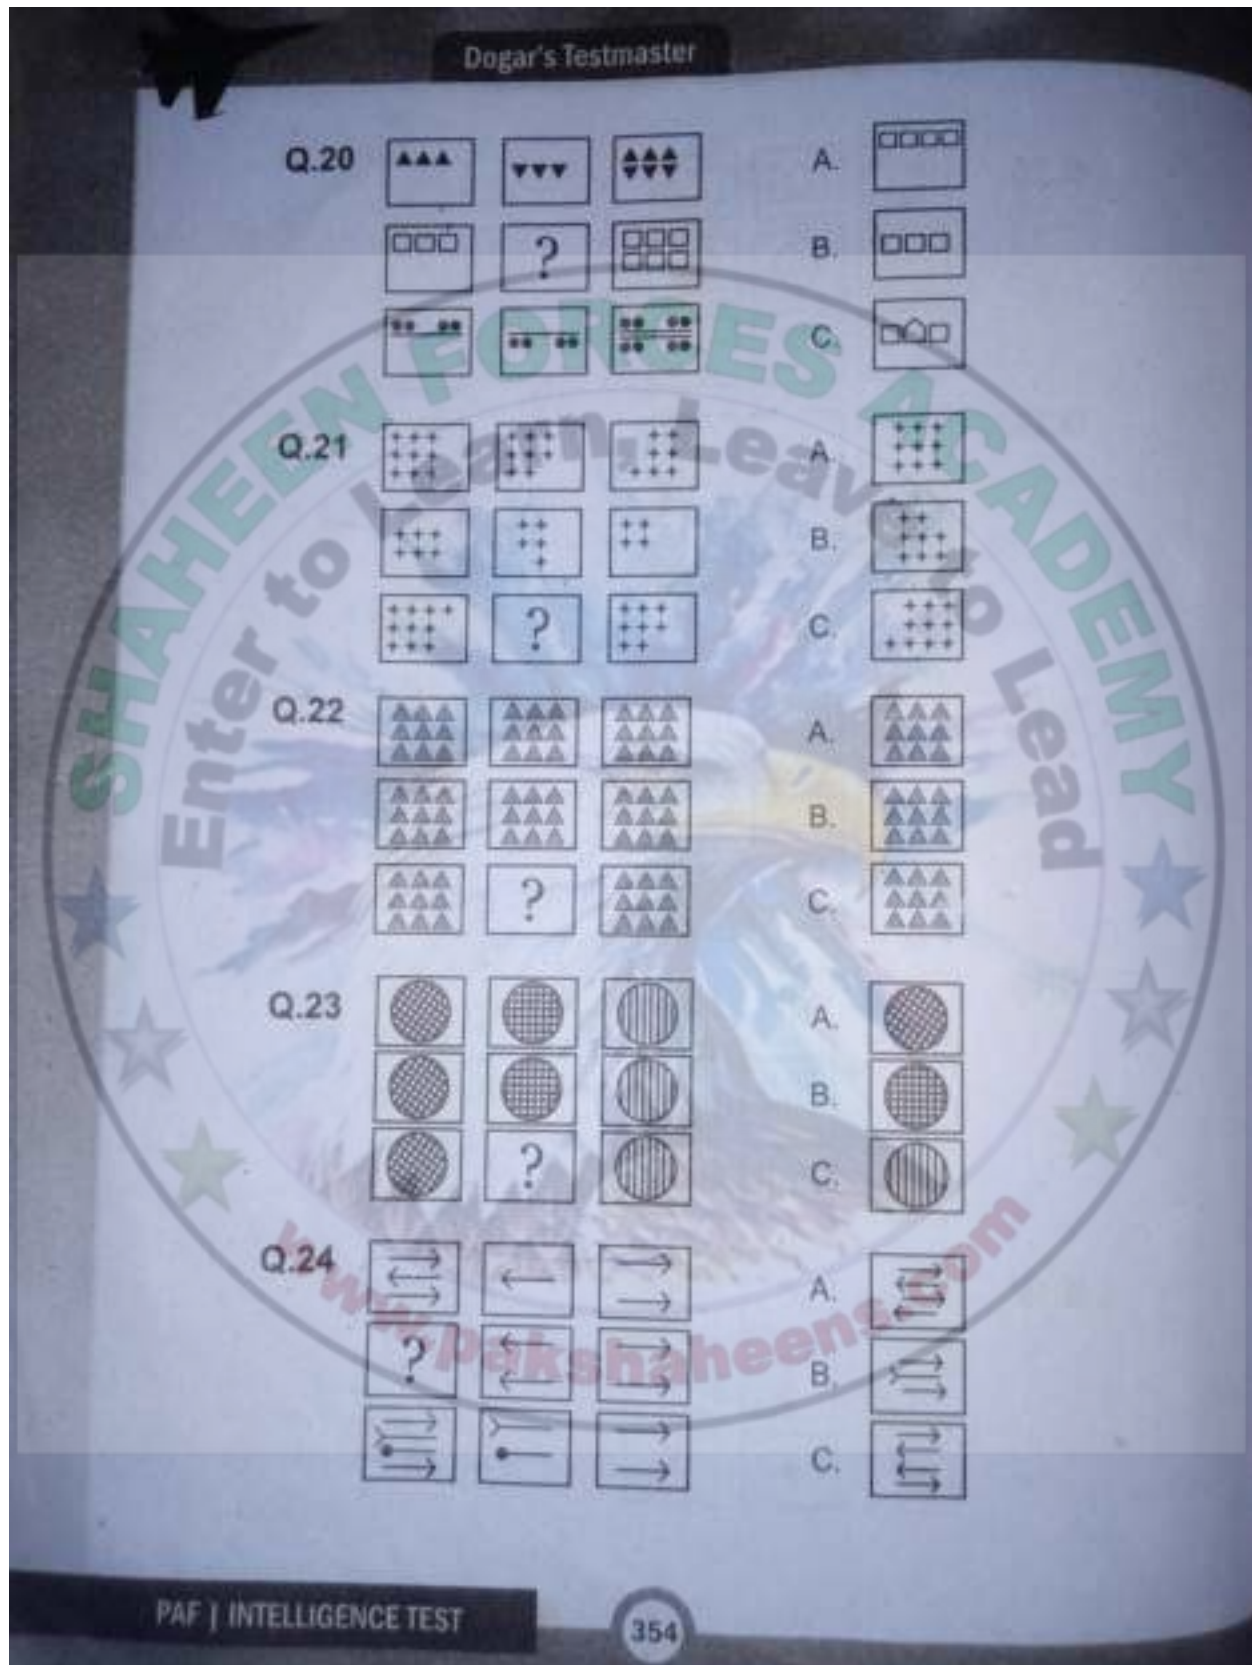 Dogar's Testmaster
Q.20
A.
?
B.
C.
SHAHEEN FORCES ACADEMY
Enter to Learn, Leave to Lead
Q.21
A.
B.
?
C.
Q.22
A.
B.
?
C.
Q.23
A.
B.
?
C.
Q.24
A.
?
B.
C.
www.pakshaheens.com
PAF | INTELLIGENCE TEST
354